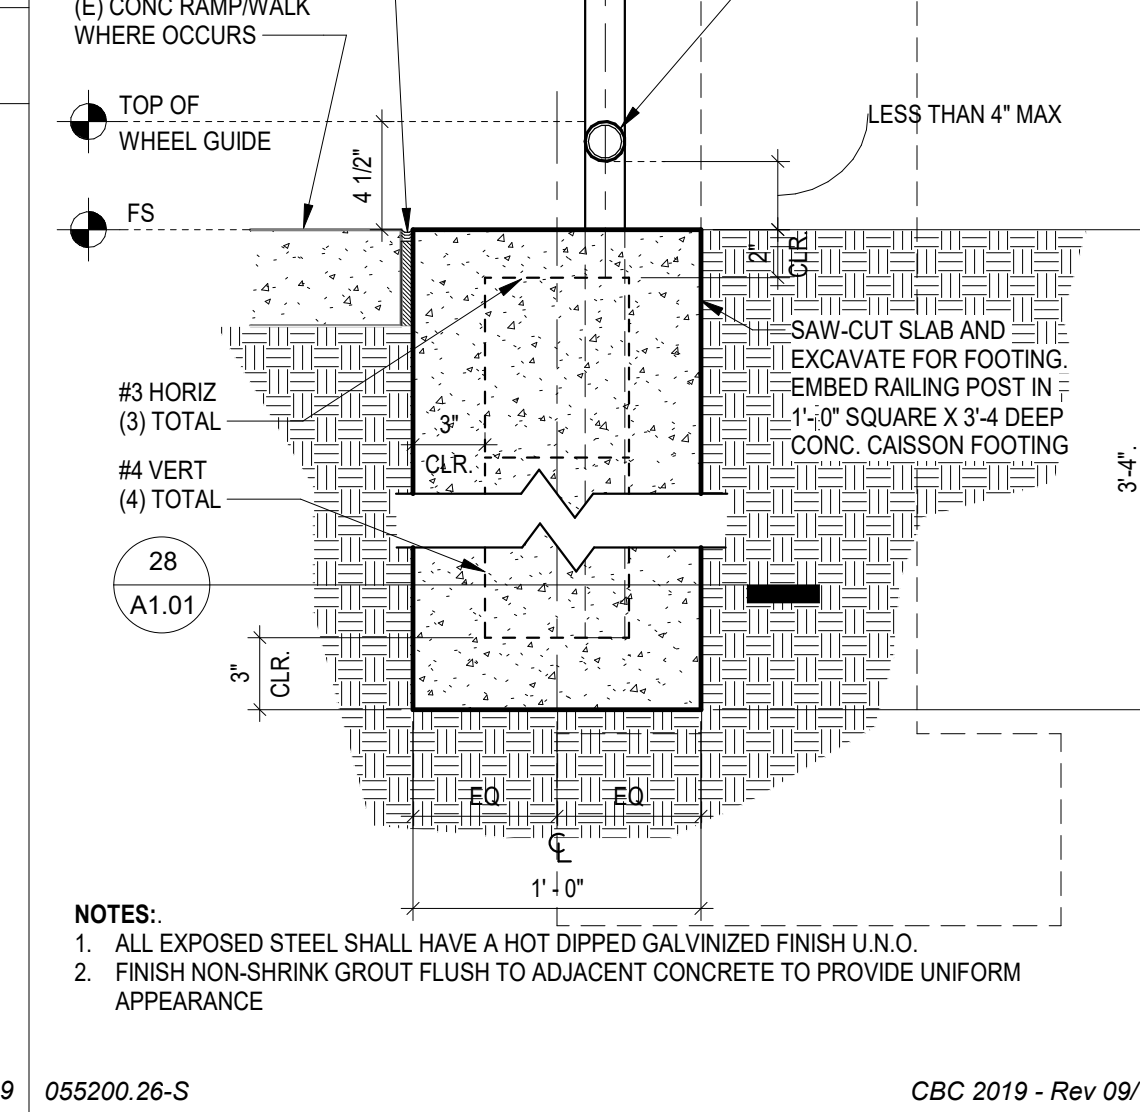 (E) CONC RAMP/WALK
WHERE OCCURS
TOP OF
WHEEL GUIDE
FS
4 1/2"
LESS THAN 4" MAX
2"
CLR.
SAW-CUT SLAB AND
EXCAVATE FOR FOOTING.
EMBED RAILING POST IN
1'-0" SQUARE X 3'-4 DEEP
CONC. CAISSON FOOTING
#3 HORIZ
(3) TOTAL
3"
CLR.
#4 VERT
(4) TOTAL
3'-4".
28
A1.01
3"
CLR.
EQ
EQ
CL
1' - 0"
NOTES:.
1. ALL EXPOSED STEEL SHALL HAVE A HOT DIPPED GALVINIZED FINISH U.N.O.
2. FINISH NON-SHRINK GROUT FLUSH TO ADJACENT CONCRETE TO PROVIDE UNIFORM
APPEARANCE
9
055200.26-S
CBC 2019 - Rev 09/